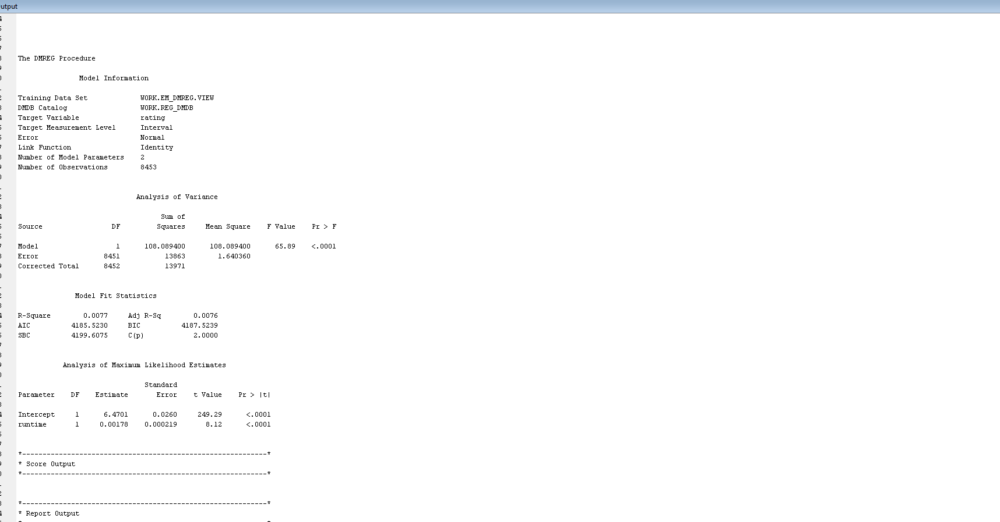 utput
The DMREG Procedure
Model Information
Training Data Set WORK.EM_DMREG.VIEW
DMDB Catalog WORK.REG_DMDB
Target Variable rating
Target Measurement Level Interval
Error Normal
Link Function Identity
Number of Model Parameters 2
Number of Observations 8453
Analysis of Variance
Sum of
Source DF Squares Mean Square F Value Pr > F
Model 1 108.089400 108.089400 65.89 <.0001
Error 8451 13863 1.640360
Corrected Total 8452 13971
Model Fit Statistics
R-Square 0.0077 Adj R-Sq 0.0076
AIC 4185.5230 BIC 4187.5239
SBC 4199.6075 C(p) 2.0000
Analysis of Maximum Likelihood Estimates
Standard
Parameter DF Estimate Error t Value Pr > |t|
Intercept 1 6.4701 0.0260 249.29 <.0001
runtime 1 0.00178 0.000219 8.12 <.0001
*------------------------------------------------------------*
* Score Output
*------------------------------------------------------------*
*------------------------------------------------------------*
* Report Output